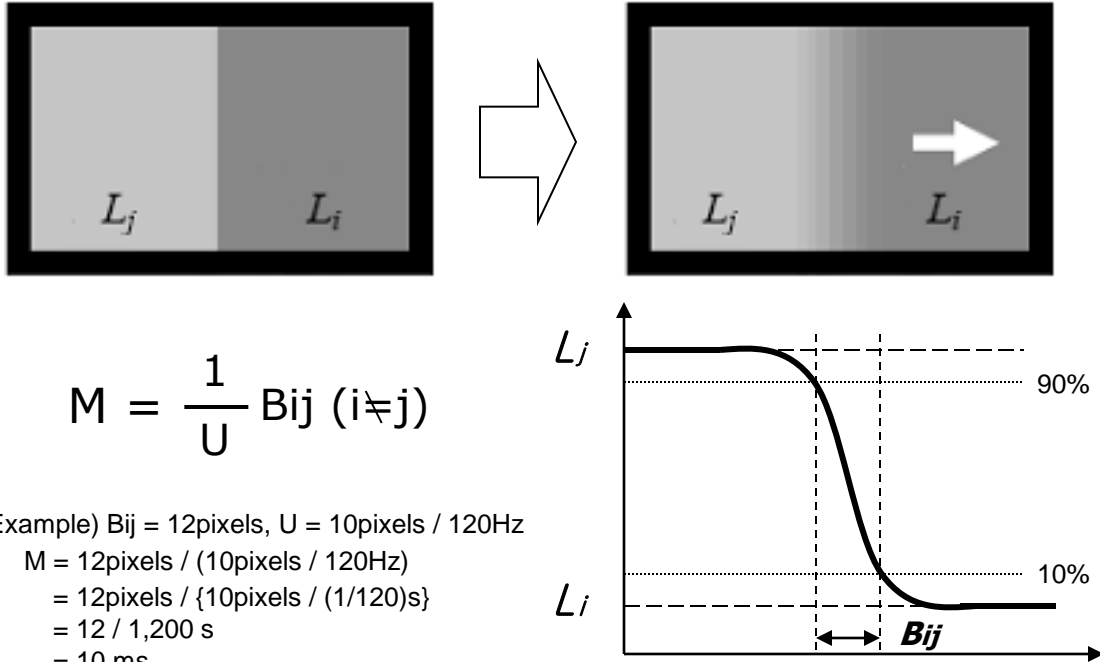 Lj Li
Lj Li
M = 1/U Bij (i≠j)
Example) Bij = 12pixels, U = 10pixels / 120Hz
M = 12pixels / (10pixels / 120Hz)
= 12pixels / {10pixels / (1/120)s}
= 12 / 1,200 s
= 10 ms
Lj
90%
10%
Li
Bij